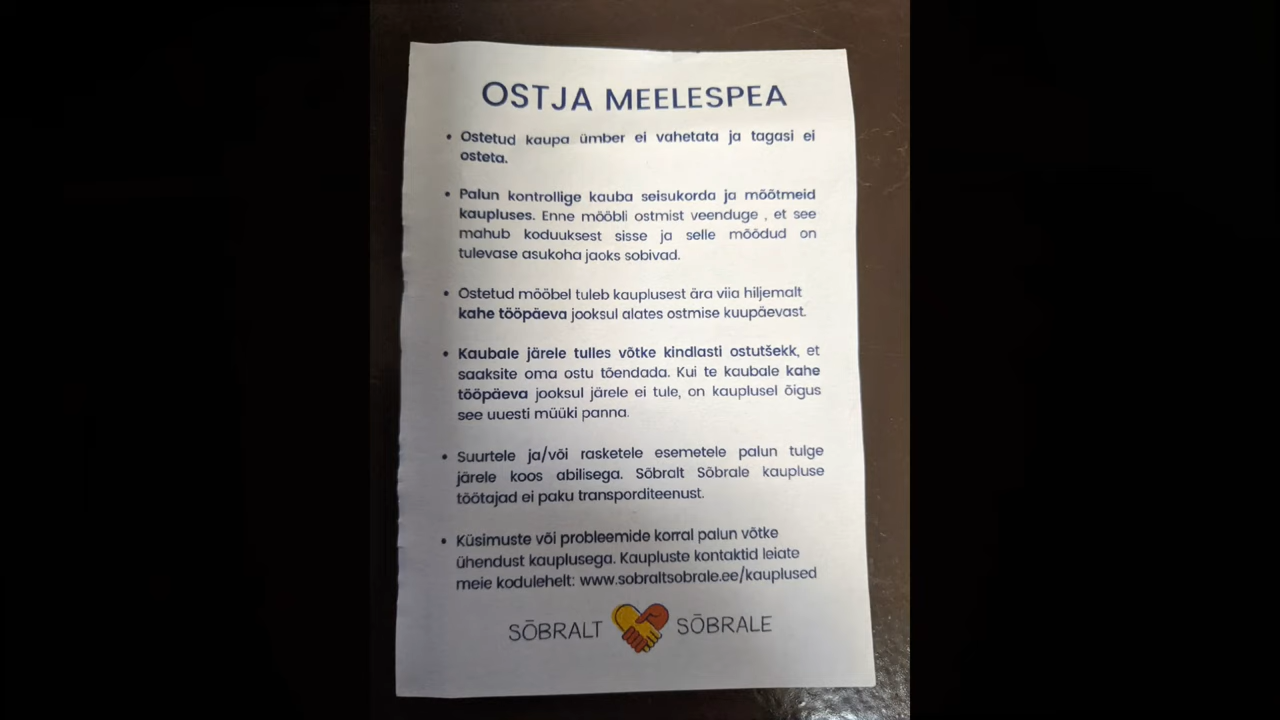 OSTJA MEELESPEA
• Ostetud kaupa ümber ei vahetata ja tagasi ei
osteta.
• Palun kontrollige kauba seisukorda ja mõõtmeid
kaupluses. Enne mööbli ostmist veenduge , et see
mahub koduuksest sisse ja selle mõõdud on
tulevase asukoha jaoks sobivad.
• Ostetud mööbel tuleb kauplusest ära viia hiljemalt
kahe tööpäeva jooksul alates ostmise kuupäevast.
• Kaubale järele tulles võtke kindlasti ostutšekk, et
saaksite oma ostu tõendada. Kui te kaubale kahe
tööpäeva jooksul järele ei tule, on kauplusel õigus
see uuesti müüki panna.
• Suurtele ja/või rasketele esemetele palun tulge
järele koos abilisega. Sõbralt Sõbrale kaupluse
töötajad ei paku transporditeenust.
• Küsimuste või probleemide korral palun võtke
ühendust kauplusega. Kaupluste kontaktid leiate
meie kodulehelt: www.sobraltsobrale.ee/kauplused
SÕBRALT SÕBRALE